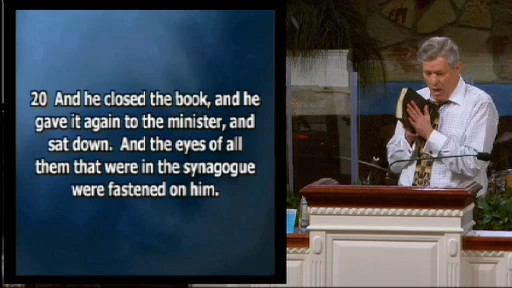 20 And he closed the book, and he
gave it again to the minister, and
sat down. And the eyes of all
them that were in the synagogue
were fastened on him.